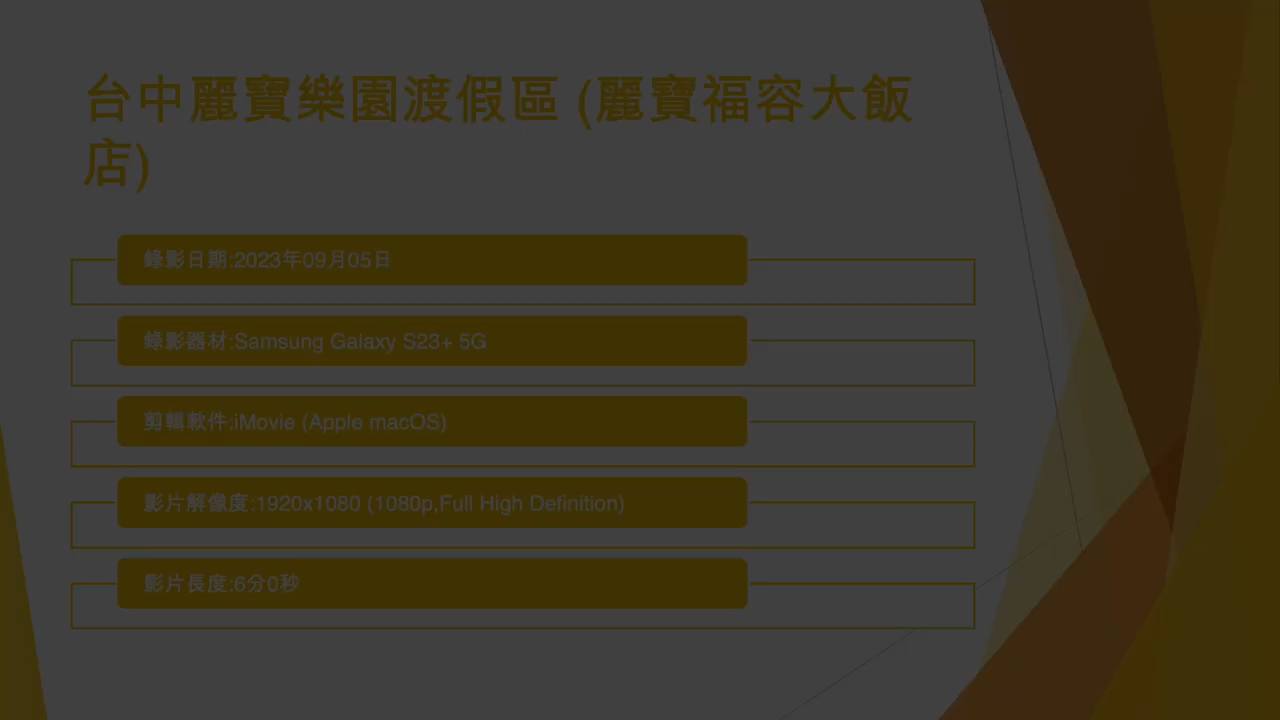 台中麗寶樂園渡假區 (麗寶福容大飯
店)
錄影日期:2023年09月05日
錄影器材:Samsung Galaxy S23+ 5G
剪輯軟件:iMovie (Apple macOS)
影片解像度:1920x1080 (1080p,Full High Definition)
影片長度:6分0秒